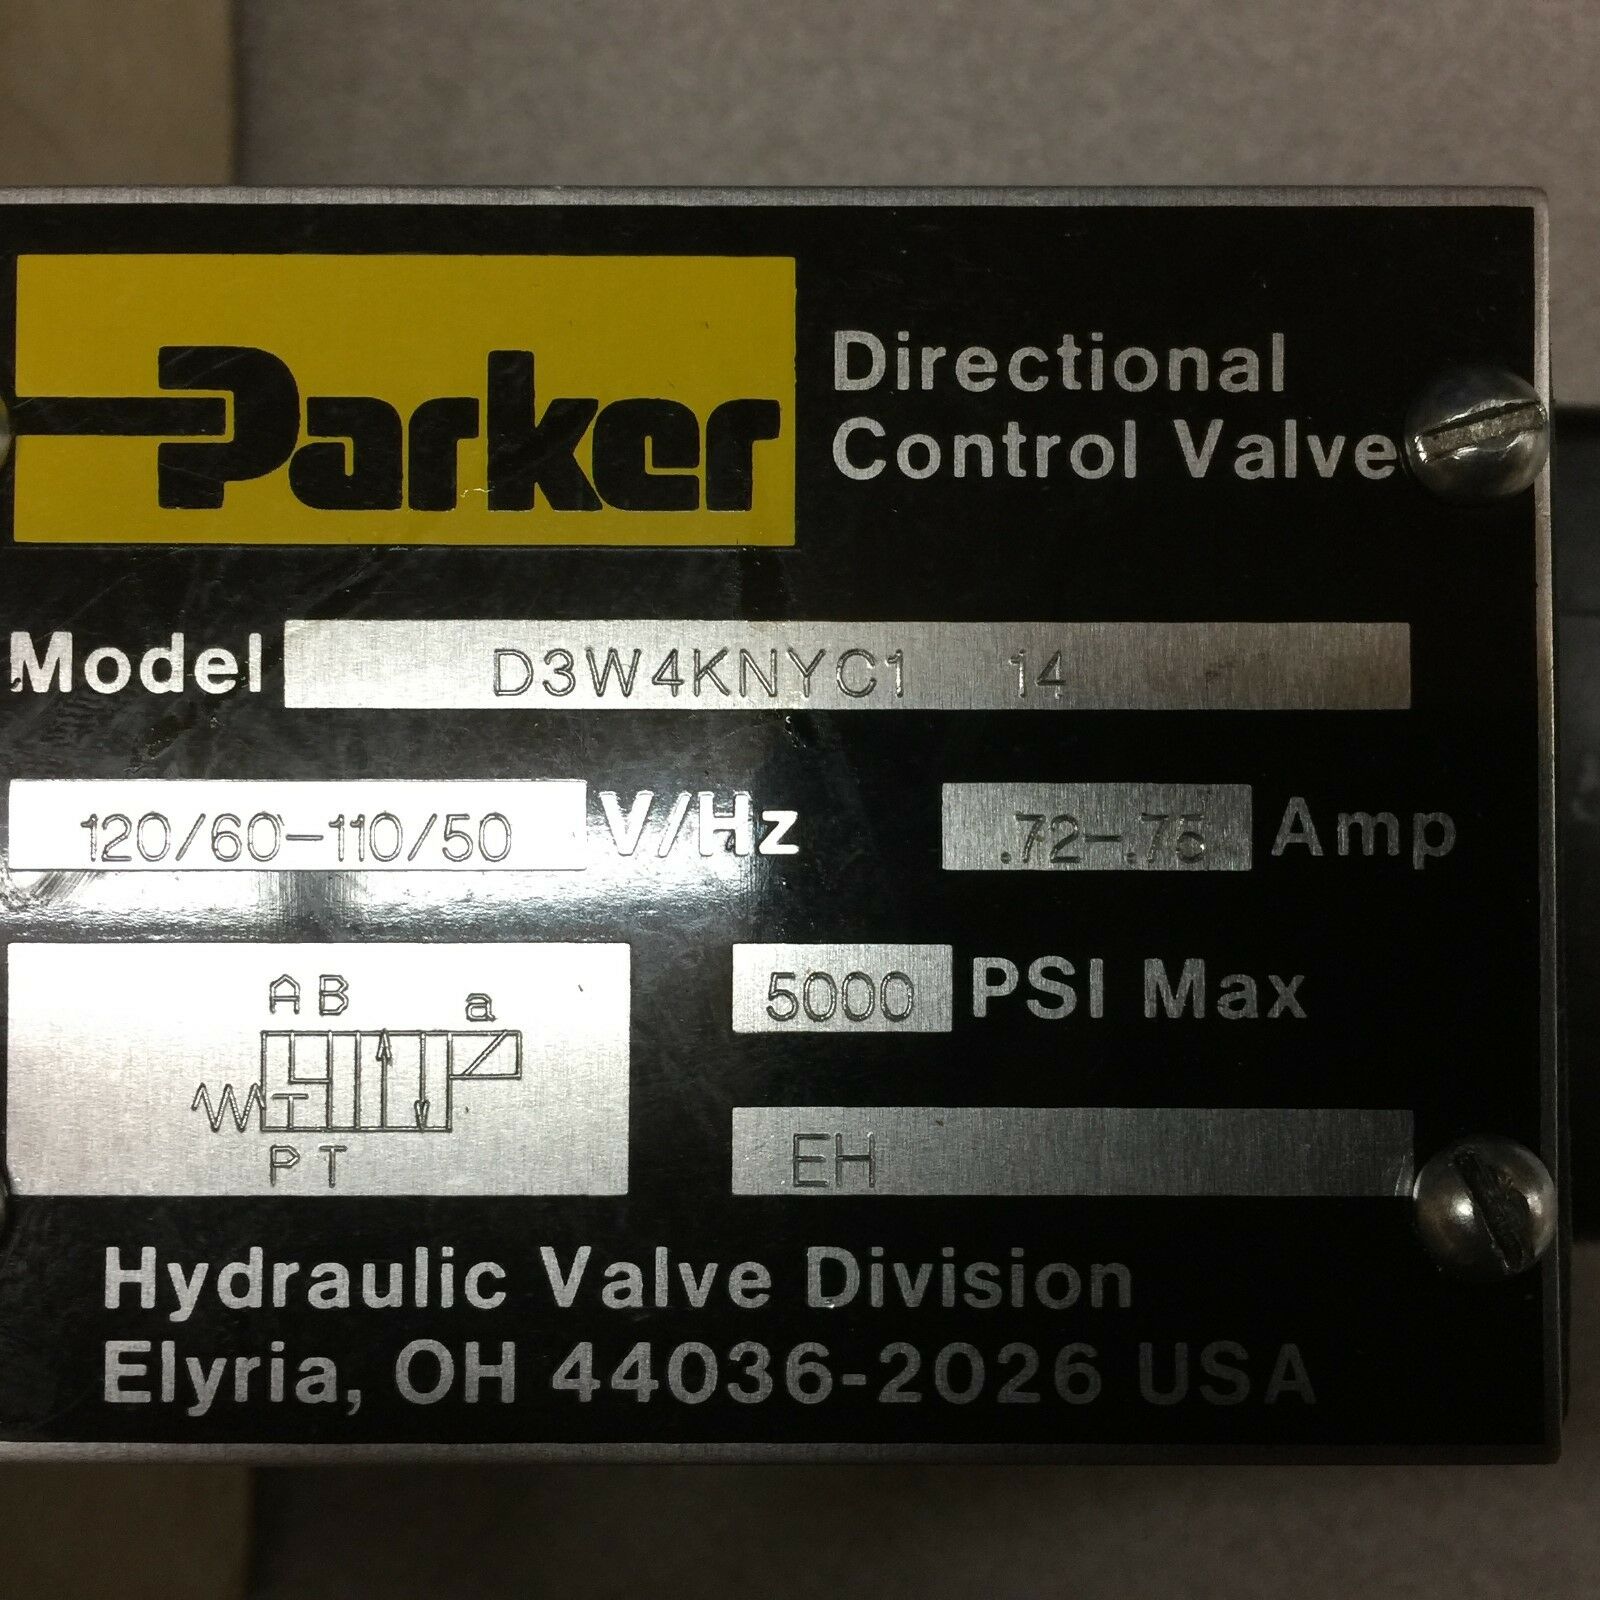 Parker
Directional
Control Valve
Model D3W4KNYC1 14
120/60-110/50 V/Hz .72-.75 Amp
A B a
5000 PSI Max
T
P T
EH
Hydraulic Valve Division
Elyria, OH 44036-2026 USA